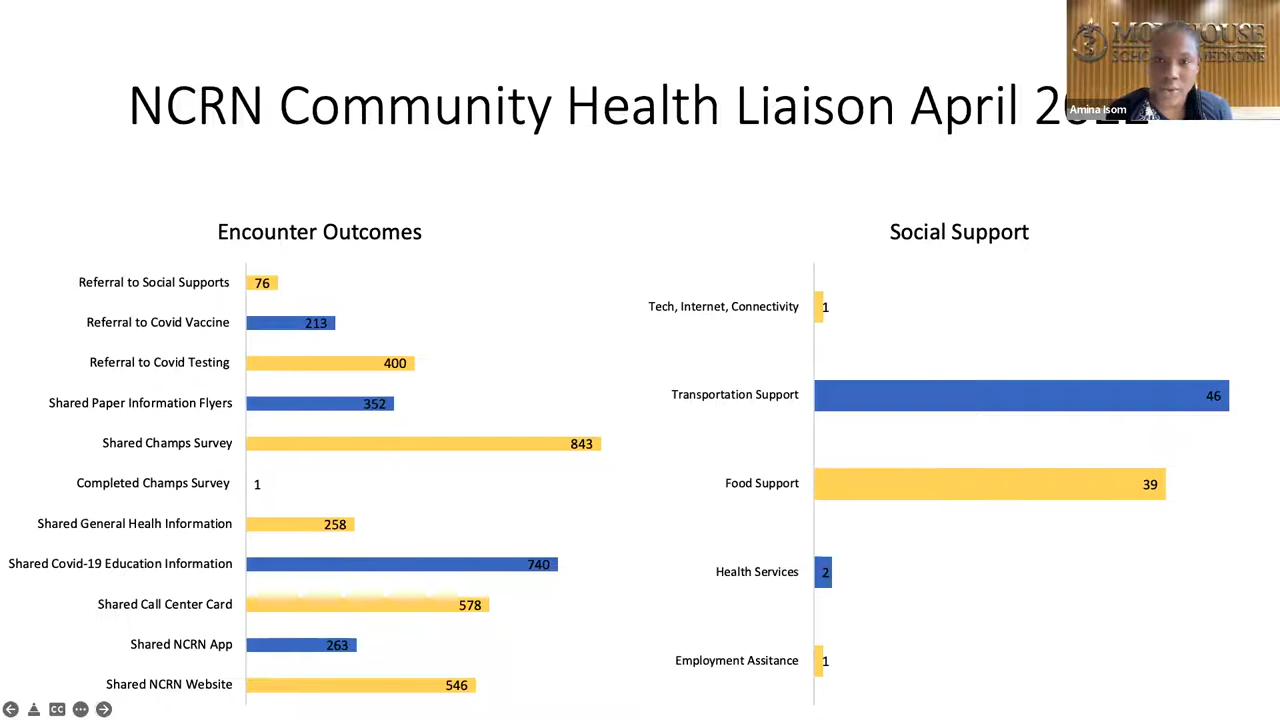 NCRN Community Health Liaison April
Amina Isom
SCHOOL
MEDICINE
Encounter Outcomes
Referral to Social Supports 76
Referral to Covid Vaccine 213
Referral to Covid Testing 400
Shared Paper Information Flyers 352
Shared Champs Survey 843
Completed Champs Survey 1
Shared General Healh Information 258
Shared Covid-19 Education Information 740
Shared Call Center Card 578
Shared NCRN App 263
Shared NCRN Website 546
Social Support
Tech, Internet, Connectivity 1
Transportation Support 46
Food Support 39
Health Services 2
Employment Assitance 1
CC